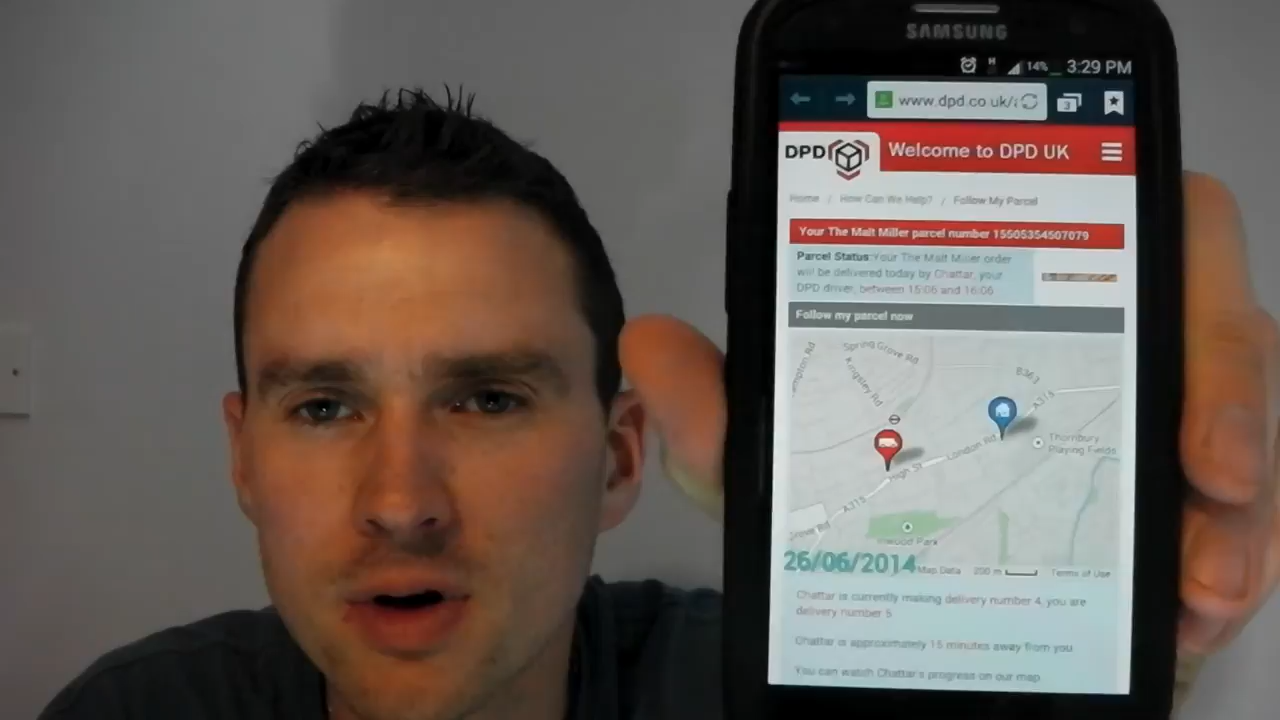 SAMSUNG
14% 3:29 PM
www.dpd.co.uk/
3
DPD Welcome to DPD UK
Home / How Can We Help? / Follow My Parcel
Your The Malt Miller parcel number 15505354507079
Parcel Status: Your The Malt Miller order
will be delivered today by Chattar, your
DPD driver, between 15:06 and 16:06
Follow my parcel now
Spring Grove Rd
Kingsley Rd
B363
A315
London Rd
Thornbury
Playing Fields
High St
A315
Grove Rd
Inwood Park
26/06/2014
Map Data 200 m Terms of Use
Chattar is currently making delivery number 4, you are
delivery number 5
Chattar is approximately 15 minutes away from you
You can watch Chattar's progress on our map